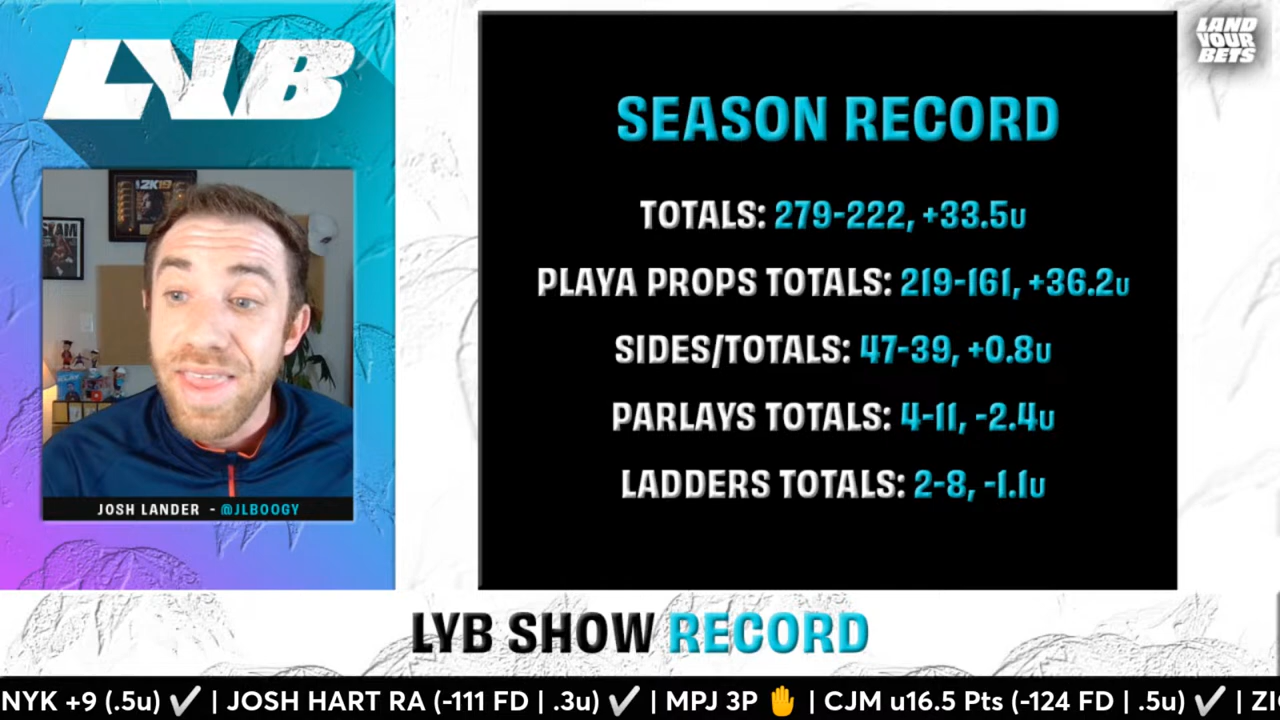 LYB
LAND
YOUR
BETS
2K19
SLAM
JOSH LANDER - @JLBOOGY
SEASON RECORD
TOTALS: 279-222, +33.5U
PLAYA PROPS TOTALS: 219-161, +36.2U
SIDES/TOTALS: 47-39, +0.8U
PARLAYS TOTALS: 4-11, -2.4U
LADDERS TOTALS: 2-8, -1.1U
LYB SHOW RECORD
NYK +9 (.5u) ✔️ | JOSH HART RA (-111 FD | .3u) ✔️ | MPJ 3P 🤚 | CJM u16.5 Pts (-124 FD | .5u) ✔️ |